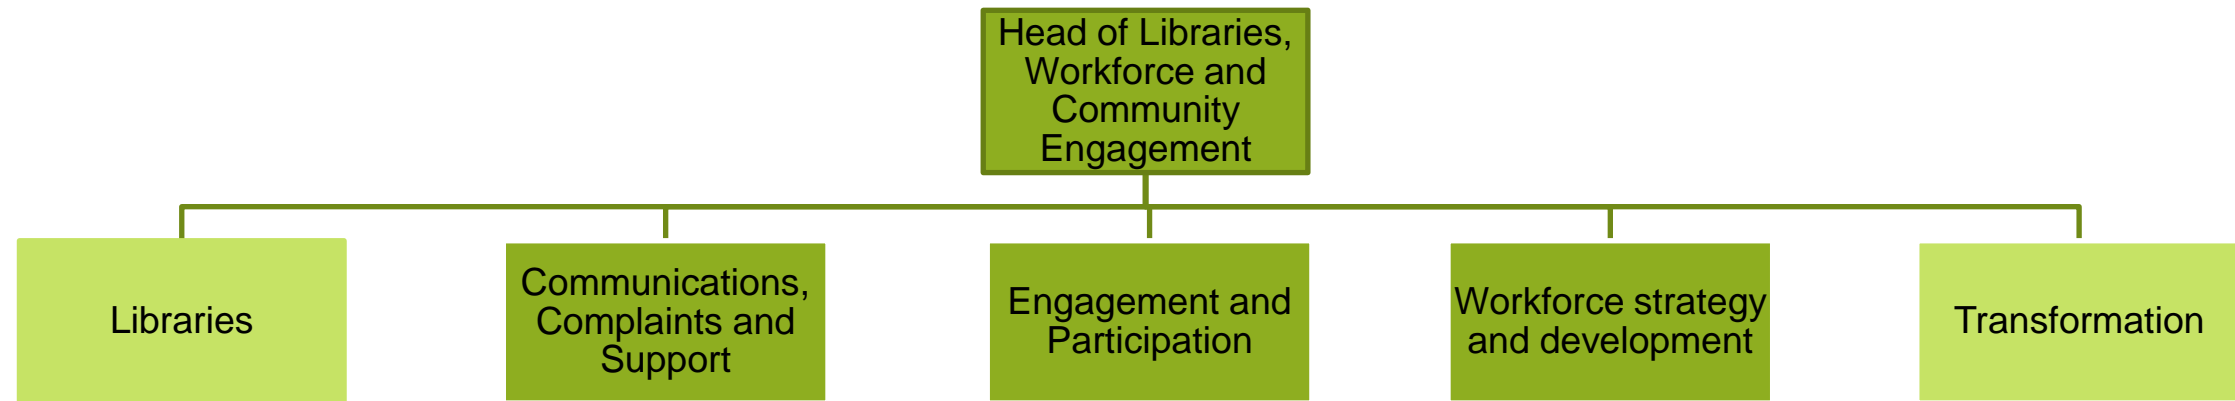 Head of Libraries,
Workforce and
Community
Engagement
Libraries
Communications,
Complaints and
Support
Engagement and
Participation
Workforce strategy
and development
Transformation